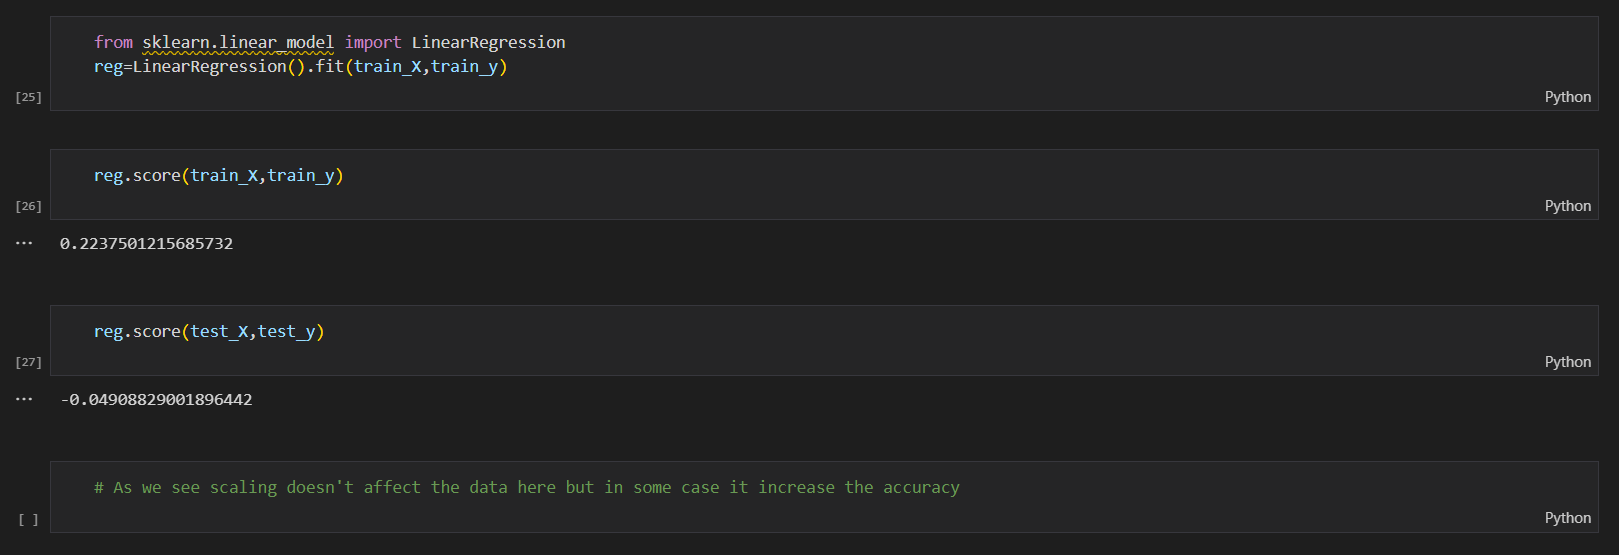 from sklearn.linear_model import LinearRegression
reg=LinearRegression().fit(train_X,train_y)
[25]
Python
reg.score(train_X,train_y)
[26]
Python
... 0.2237501215685732
reg.score(test_X,test_y)
[27]
Python
... -0.04908829001896442
# As we see scaling doesn't affect the data here but in some case it increase the accuracy
[ ]
Python